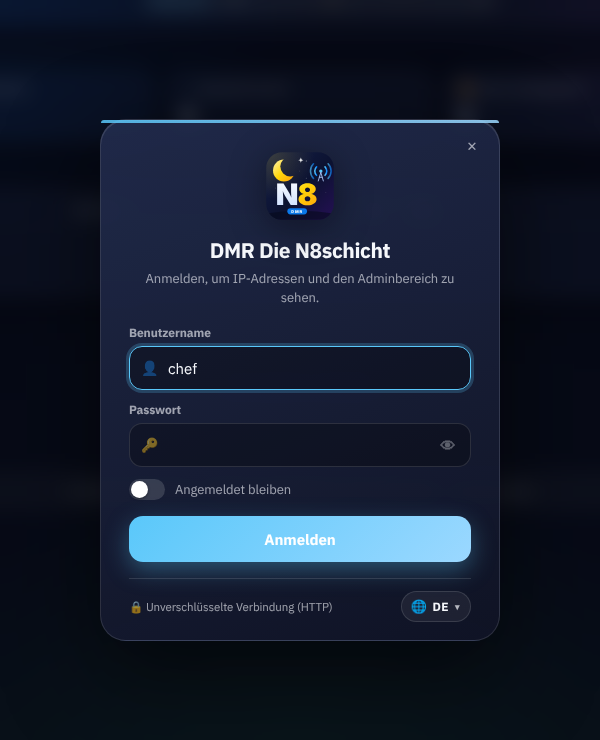 ×
N8
DMR
DMR Die N8schicht
Anmelden, um IP-Adressen und den Adminbereich zu
sehen.
Benutzername
chef
Passwort
Angemeldet bleiben
Anmelden
Unverschlüsselte Verbindung (HTTP)
DE ▾